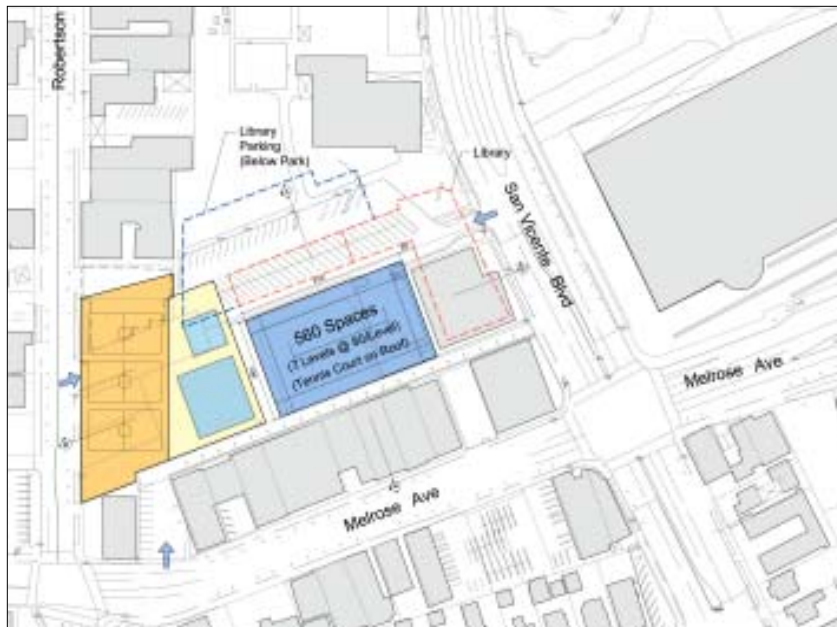 Robertson
Library
Parking
(Below Park)
Library
San Vicente Blvd
560 Spaces
(7 Levels @ 80/Level)
(Tennis Court on Roof)
Melrose Ave
Melrose Ave